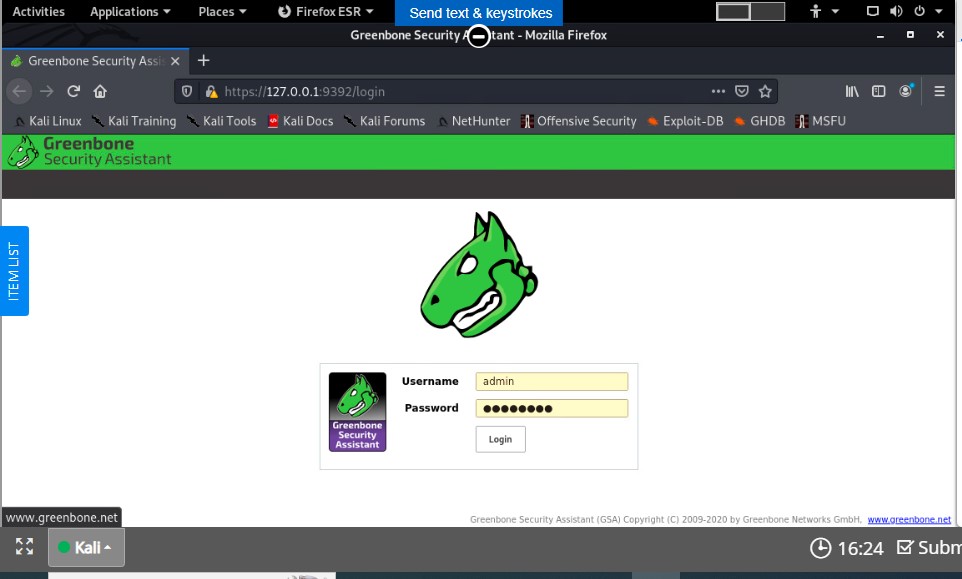 Activities Applications Places Firefox ESR Send text & keystrokes
Greenbone Security A tant - Mozilla Firefox
Greenbone Security Assis
https://127.0.0.1:9392/login
Kali Linux Kali Training Kali Tools Kali Docs Kali Forums NetHunter Offensive Security Exploit-DB GHDB MSFU
Greenbone
Security Assistant
ITEM LIST
Username admin
Password ●●●●●●●●
Greenbone
Security
Assistant
Login
www.greenbone.net
Greenbone Security Assistant (GSA) Copyright (C) 2009-2020 by Greenbone Networks GmbH, www.greenbone.net
Kali 16:24 Subm